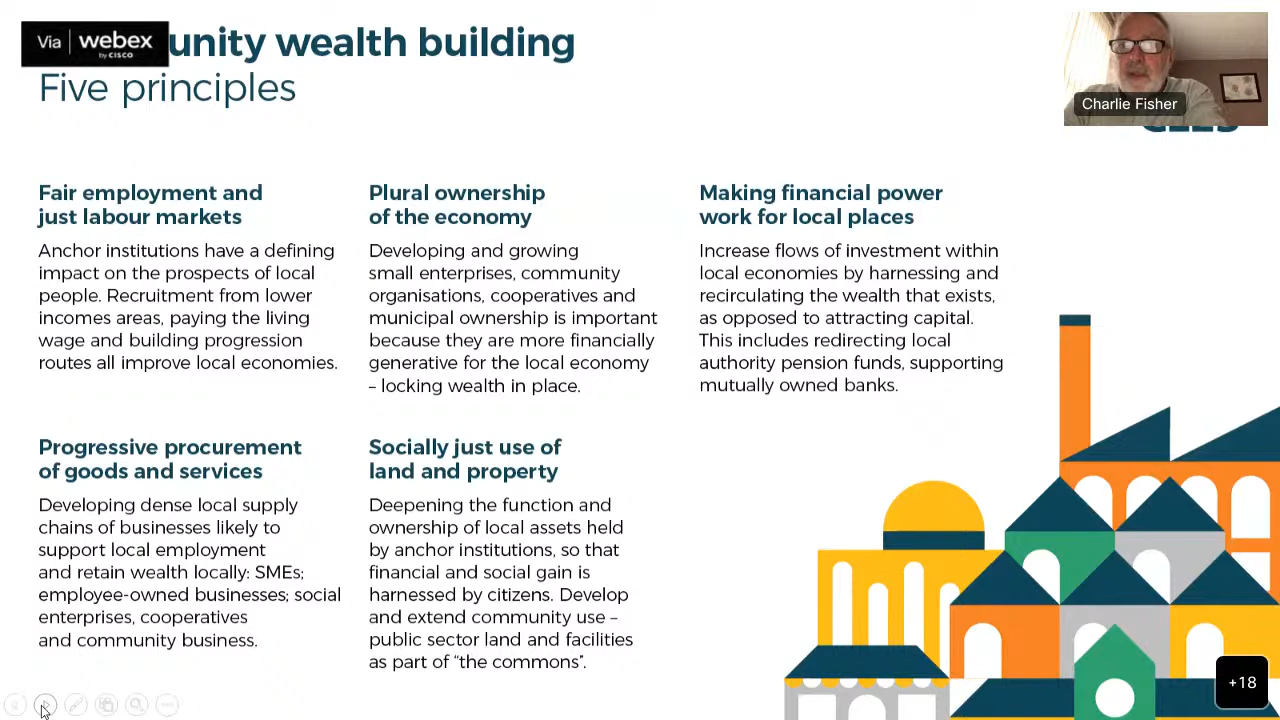 Via webex
by CISCO
unity wealth building
Five principles
Charlie Fisher
Fair employment and
just labour markets
Anchor institutions have a defining
impact on the prospects of local
people. Recruitment from lower
incomes areas, paying the living
wage and building progression
routes all improve local economies.
Plural ownership
of the economy
Developing and growing
small enterprises, community
organisations, cooperatives and
municipal ownership is important
because they are more financially
generative for the local economy
– locking wealth in place.
Making financial power
work for local places
Increase flows of investment within
local economies by harnessing and
recirculating the wealth that exists,
as opposed to attracting capital.
This includes redirecting local
authority pension funds, supporting
mutually owned banks.
Progressive procurement
of goods and services
Developing dense local supply
chains of businesses likely to
support local employment
and retain wealth locally: SMEs;
employee-owned businesses; social
enterprises, cooperatives
and community business.
Socially just use of
land and property
Deepening the function and
ownership of local assets held
by anchor institutions, so that
financial and social gain is
harnessed by citizens. Develop
and extend community use –
public sector land and facilities
as part of “the commons”.
+18